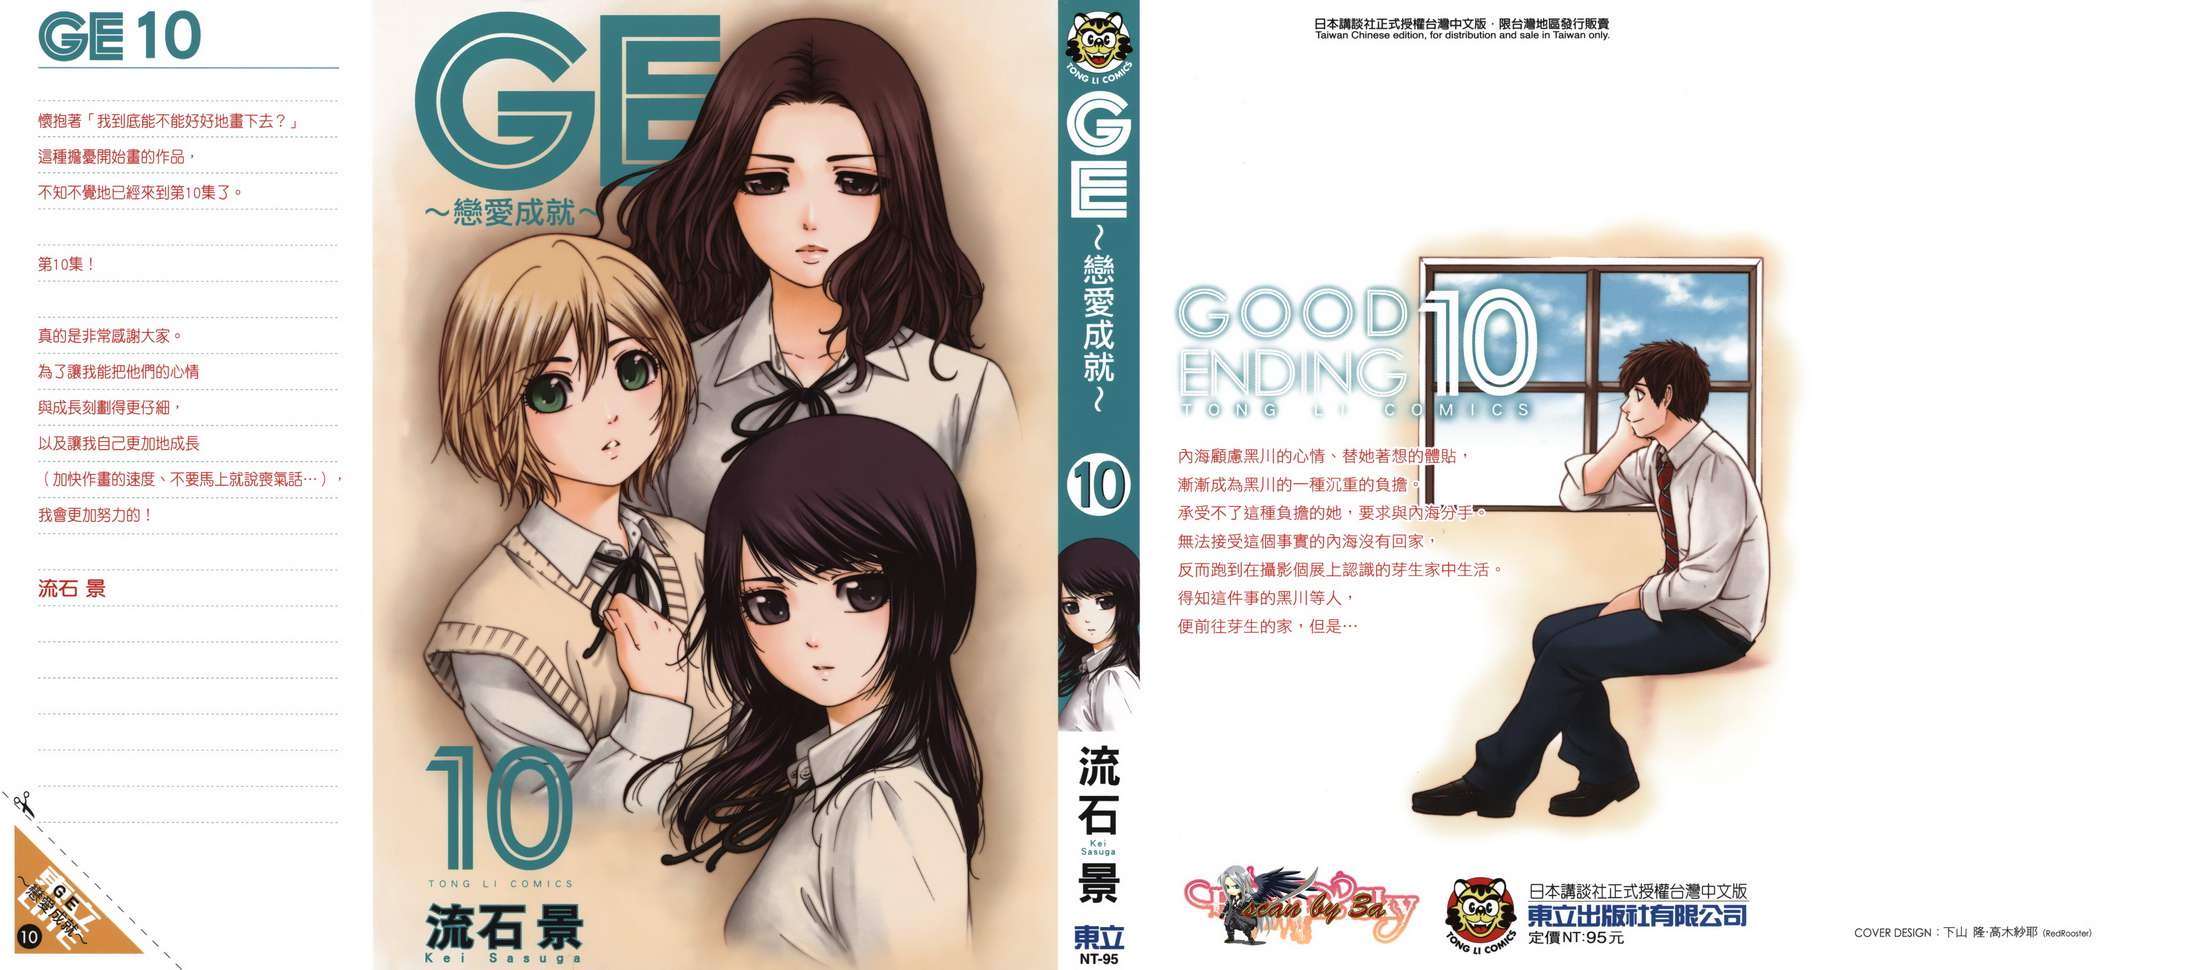 GE 10
懷抱著「我到底能不能好好地畫下去？」
這種擔憂開始畫的作品，
不知不覺地已經來到第10集了。
第10集！
真的是非常感謝大家。
為了讓我能把他們的心情
與成長刻劃得更仔細，
以及讓我自己更加地成長
（加快作畫的速度、不要馬上就說喪氣話…），
我會更加努力的！
流石 景
GE
～戀愛成就～
10
GE
～戀愛成就～
10
TONG LI COMICS
流石 景
Kei Sasuga
TONG LI COMICS
GE
～戀愛成就～
10
流石景
Kei
Sasuga
東立
NT-95
日本講談社正式授權台灣中文版・限台灣地區發行販賣
Taiwan Chinese edition, for distribution and sale in Taiwan only.
GOOD
ENDING
10
TONG LI COMICS
內海顧慮黑川的心情、替她著想的體貼，
漸漸成為黑川的一種沉重的負擔。
承受不了這種負擔的她，要求與內海分手。
無法接受這個事實的內海沒有回家，
反而跑到在攝影個展上認識的芽生家中生活。
得知這件事的黑川等人，
便前往芽生的家，但是…
scan by 3a
TONG LI COMICS
日本講談社正式授權台灣中文版
東立出版社有限公司
定價NT:95元
COVER DESIGN：下山 隆·高木紗耶 (RedRooster)